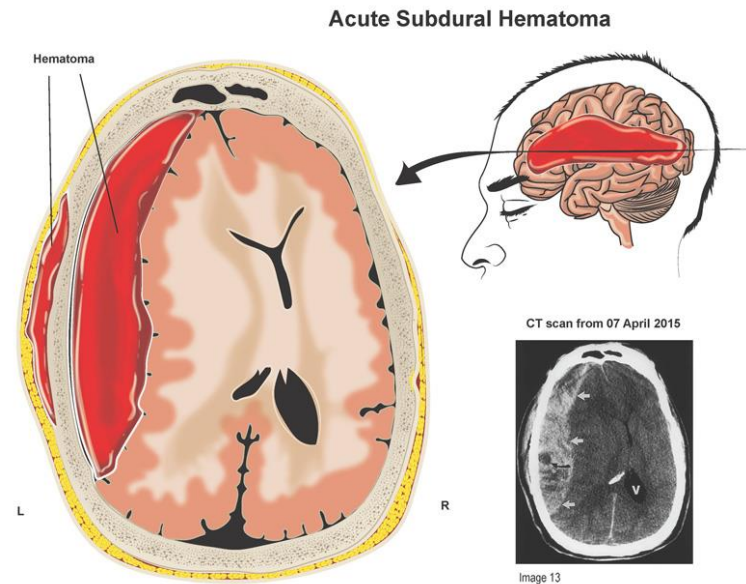 Acute Subdural Hematoma
Hematoma
CT scan from 07 April 2015
V
L
R
Image 13